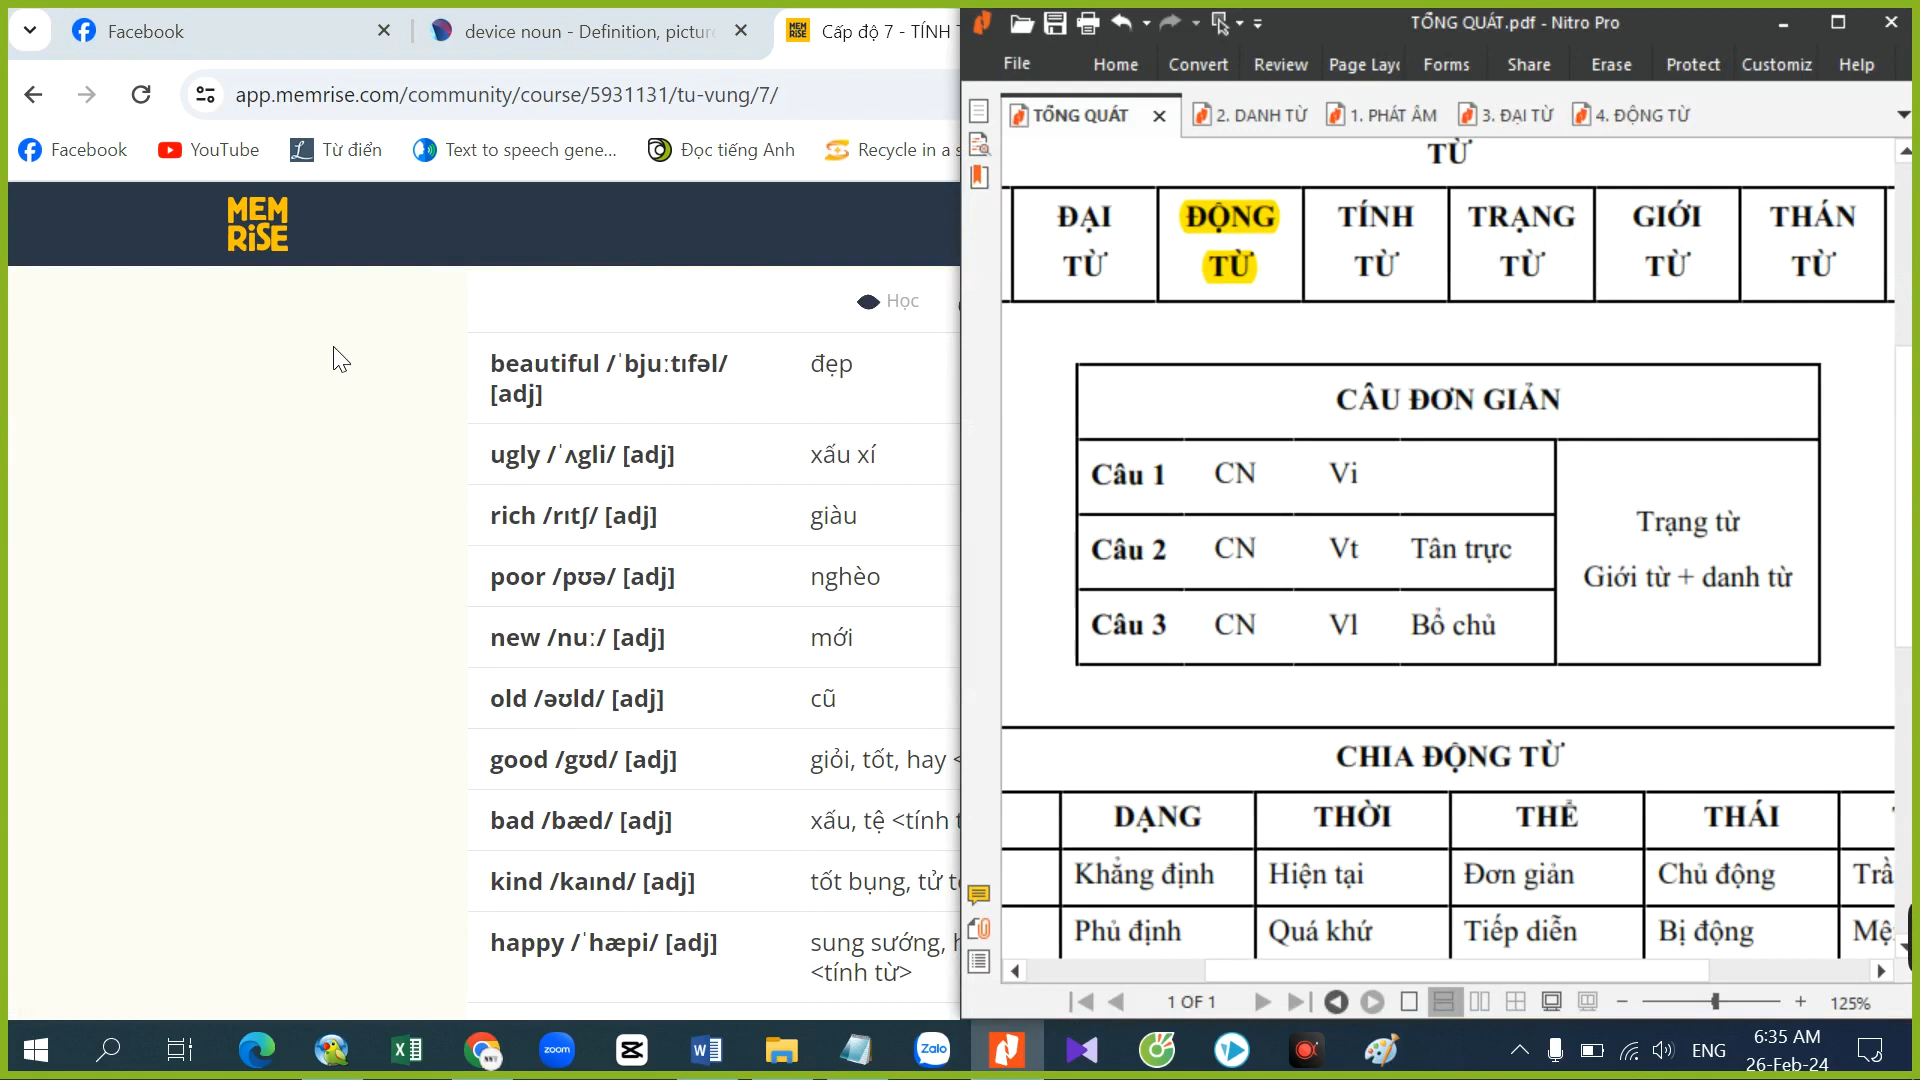 Facebook
device noun - Definition, picture
Cấp độ 7 - TÍNH
app.memrise.com/community/course/5931131/tu-vung/7/
Facebook
YouTube
Từ điển
Text to speech gene...
Đọc tiếng Anh
Recycle in a s
MEM
RiSE
Học
beautiful /ˈbjuːtɪfəl/
[adj]
đẹp
ugly /ˈʌgli/ [adj]
xấu xí
rich /rɪtʃ/ [adj]
giàu
poor /pʊə/ [adj]
nghèo
new /nuː/ [adj]
mới
old /əʊld/ [adj]
cũ
good /gʊd/ [adj]
giỏi, tốt, hay <
bad /bæd/ [adj]
xấu, tệ <tính t
kind /kaɪnd/ [adj]
tốt bụng, tử t
happy /ˈhæpi/ [adj]
sung sướng, h
<tính từ>
TỔNG QUÁT.pdf - Nitro Pro
File Home Convert Review Page Layo Forms Share Erase Protect Customiz Help
TỔNG QUÁT
2. DANH TỪ
1. PHÁT ÂM
3. ĐẠI TỪ
4. ĐỘNG TỪ
TỪ
ĐẠI TỪ
ĐỘNG TỪ
TÍNH TỪ
TRẠNG TỪ
GIỚI TỪ
THÁN TỪ
CÂU ĐƠN GIẢN
Câu 1 CN Vi
Câu 2 CN Vt Tân trực
Câu 3 CN Vl Bổ chủ
Trạng từ
Giới từ + danh từ
CHIA ĐỘNG TỪ
DẠNG THỜI THỂ THÁI
Khẳng định Hiện tại Đơn giản Chủ động Trầ
Phủ định Quá khứ Tiếp diễn Bị động Mệ
1 OF 1
125%
zoom
Zalo
ENG
6:35 AM
26-Feb-24